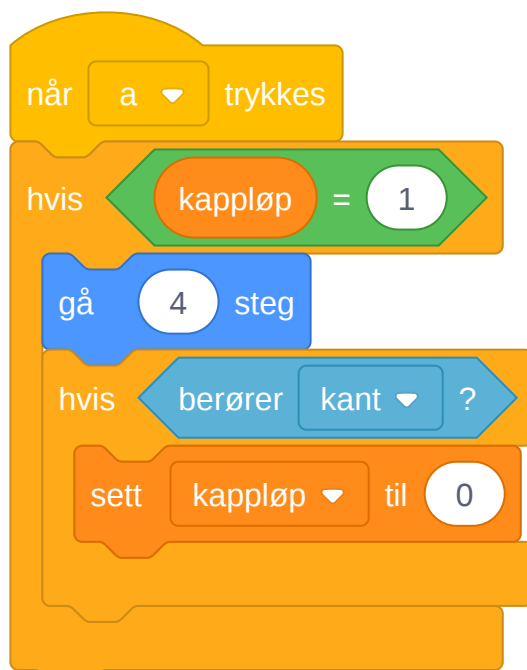 når a trykkes
hvis kappløp = 1
gå 4 steg
hvis berører kant ?
sett kappløp til 0